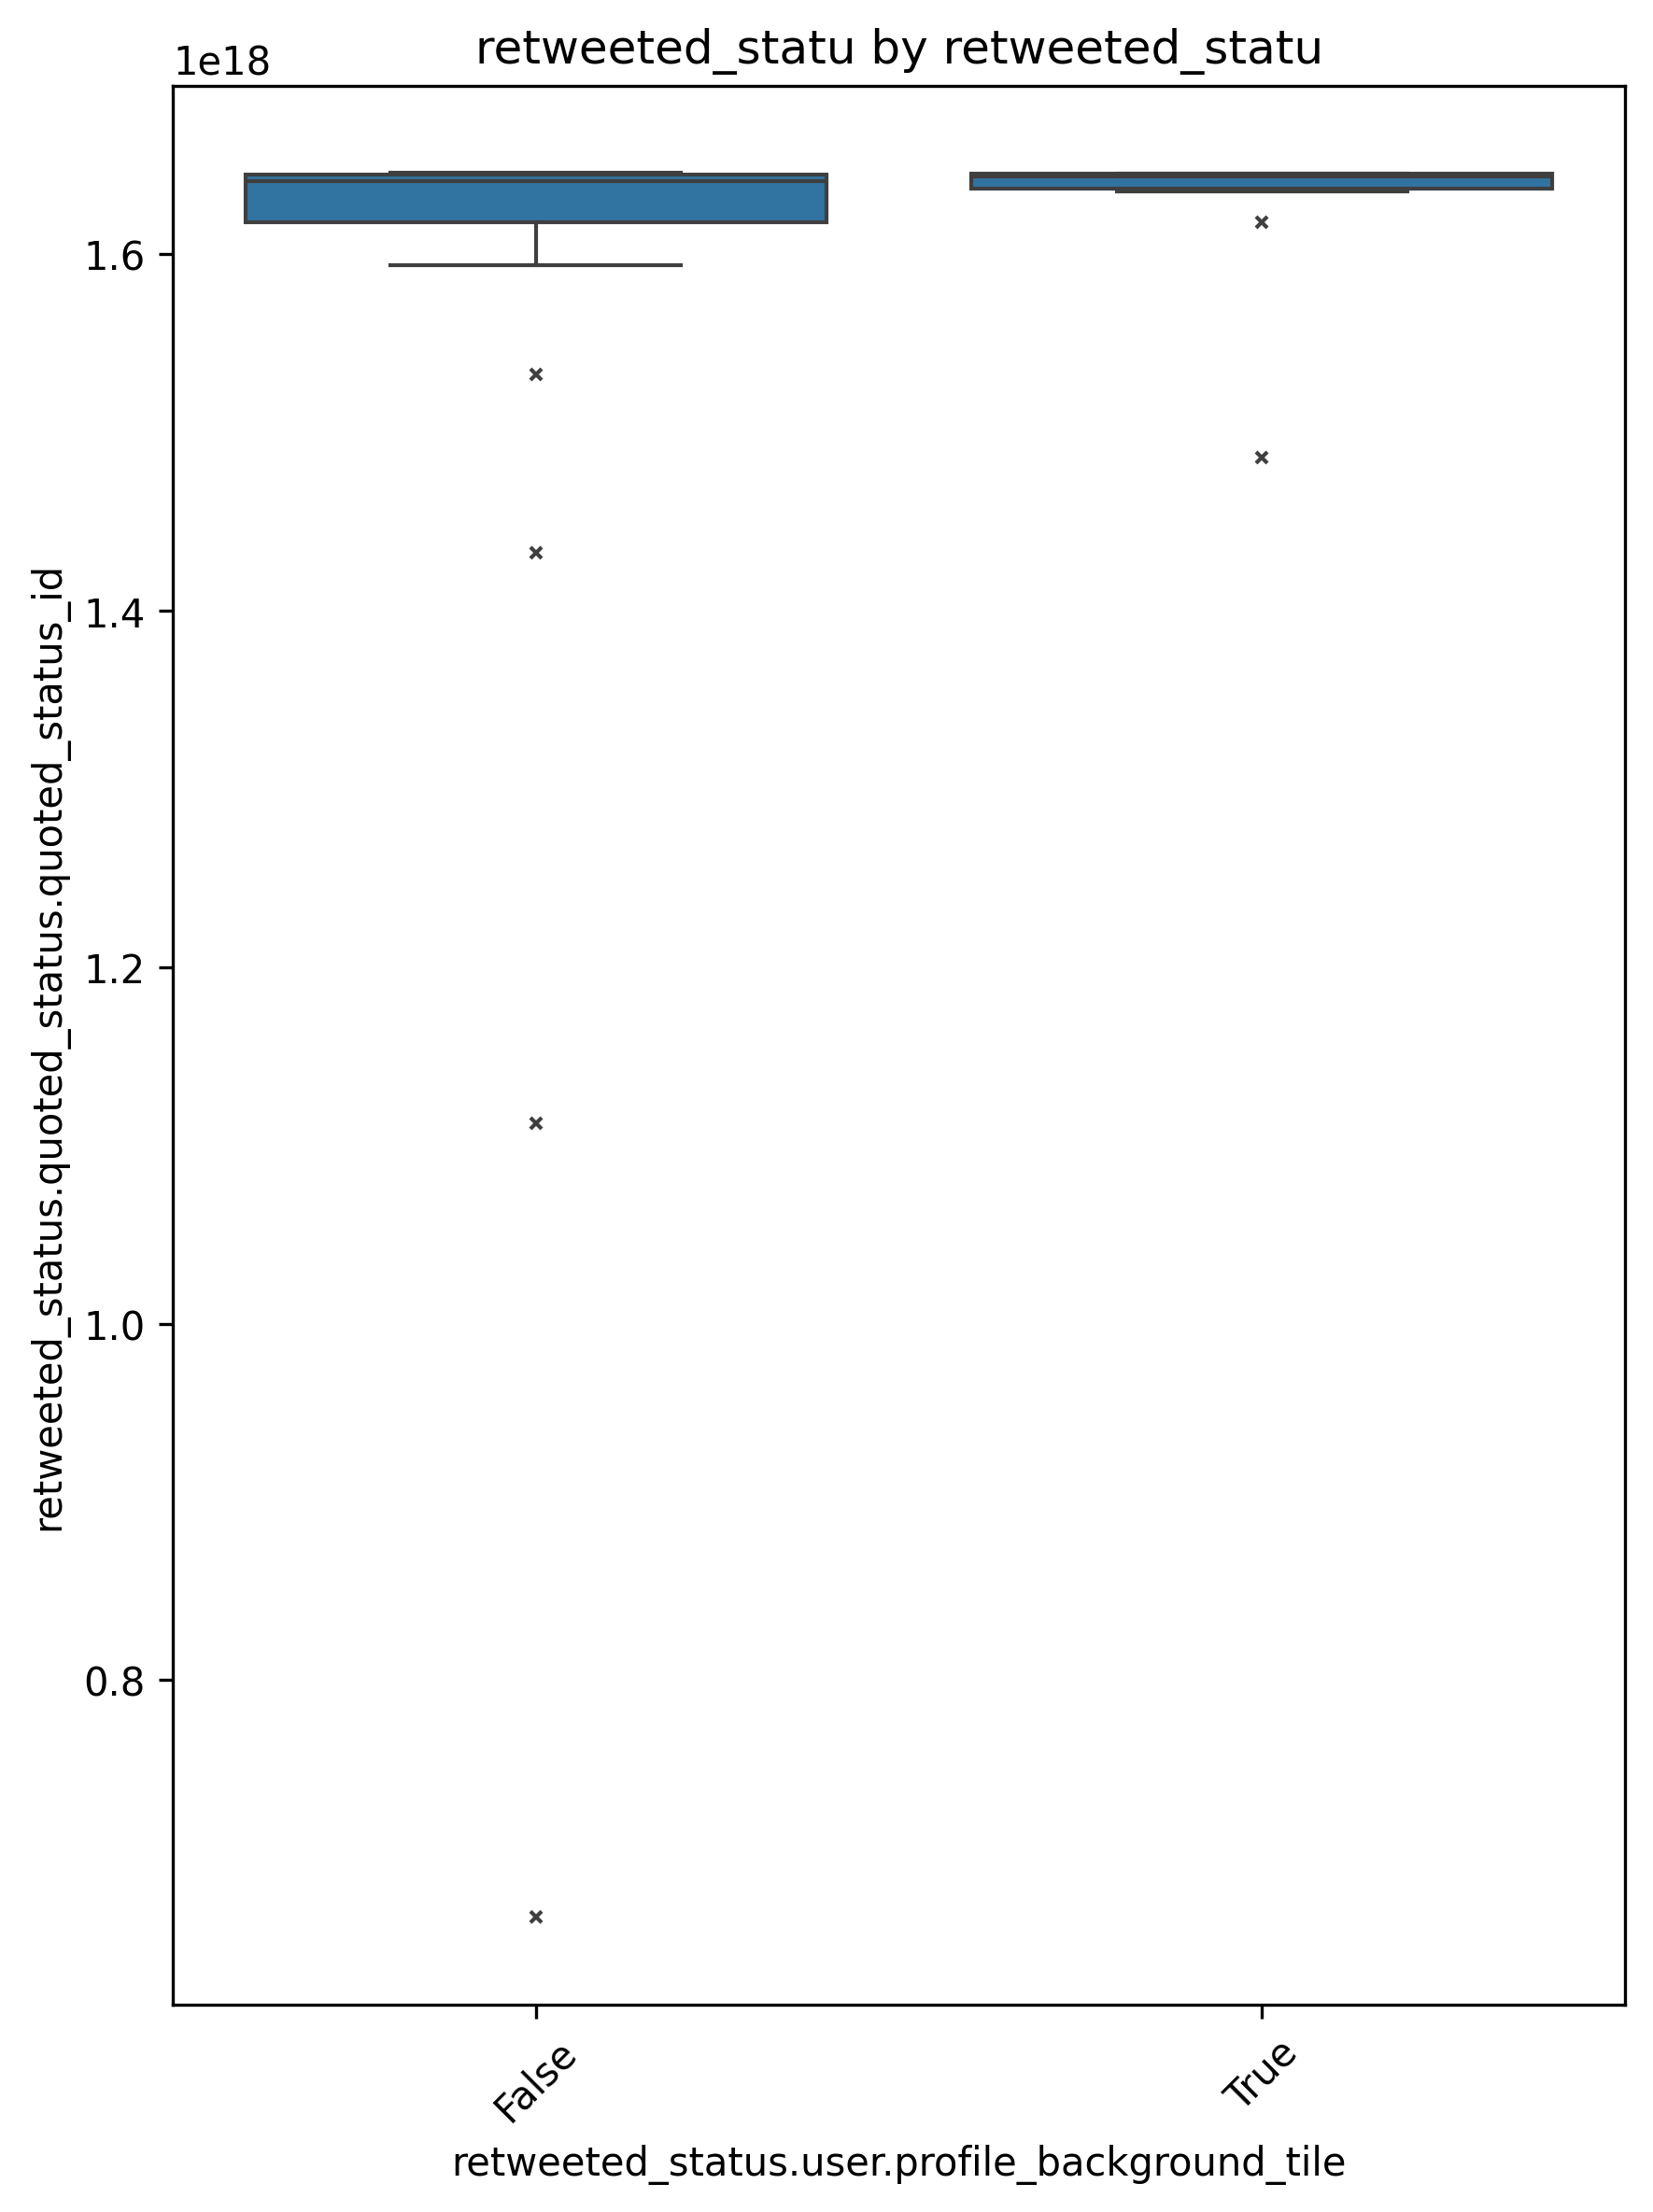 retweeted_statu by retweeted_statu
1e18
1.6
1.4
1.2
1.0
0.8
retweeted_status.quoted_status.quoted_status_id
False
True
retweeted_status.user.profile_background_tile